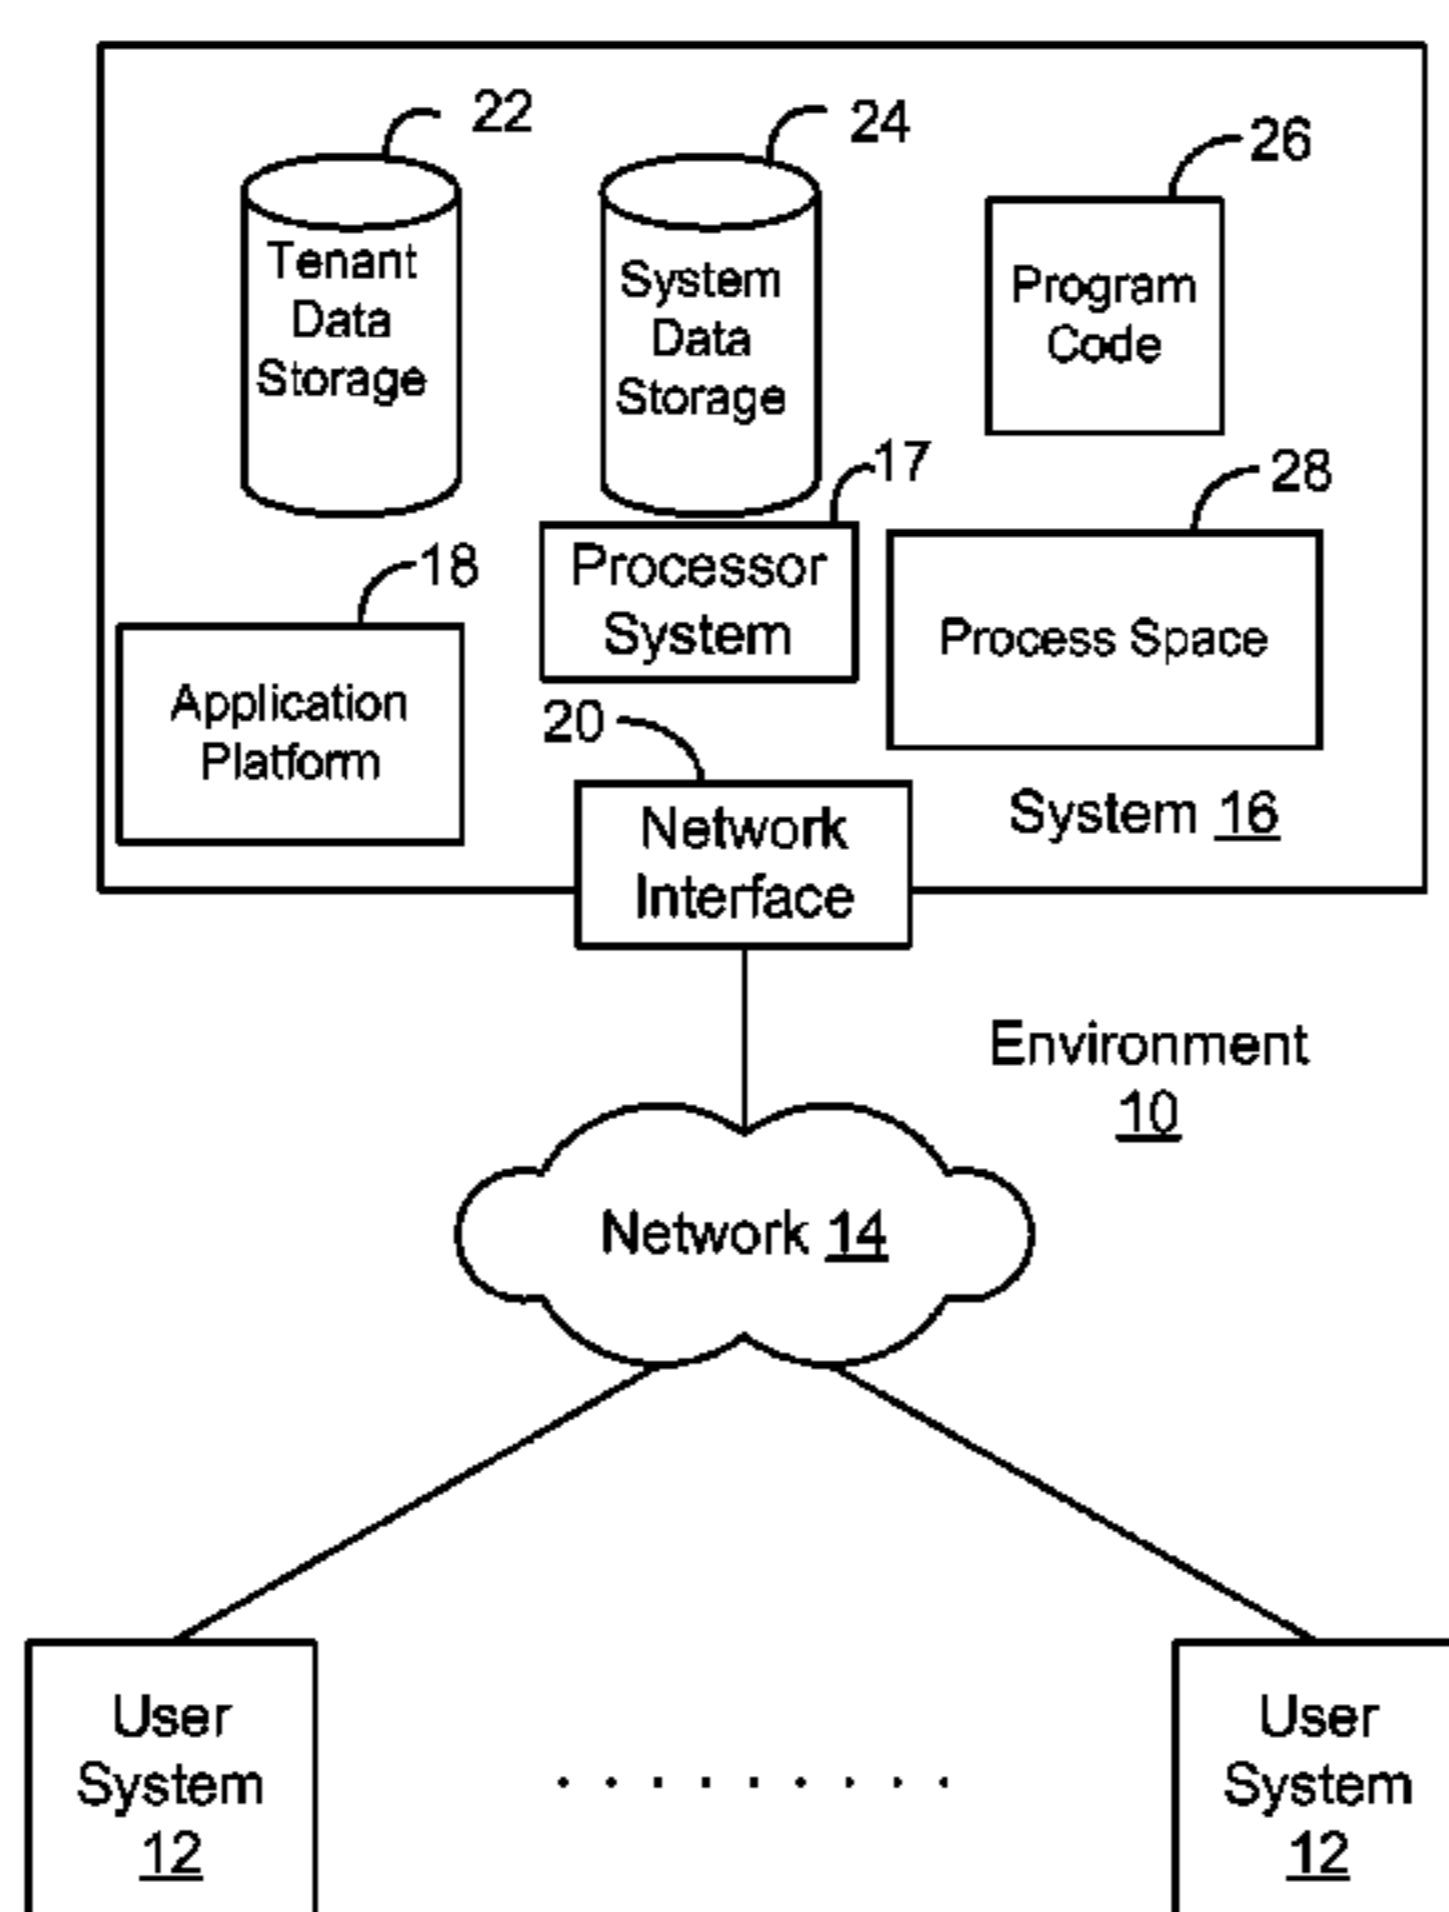 22
24
26
Tenant
Data
Storage
System
Data
Storage
Program
Code
17
28
18
Processor
System
Process Space
Application
Platform
20
Network
Interface
System 16
Environment
10
Network 14
User
System
12
. . . . . . . . .
User
System
12